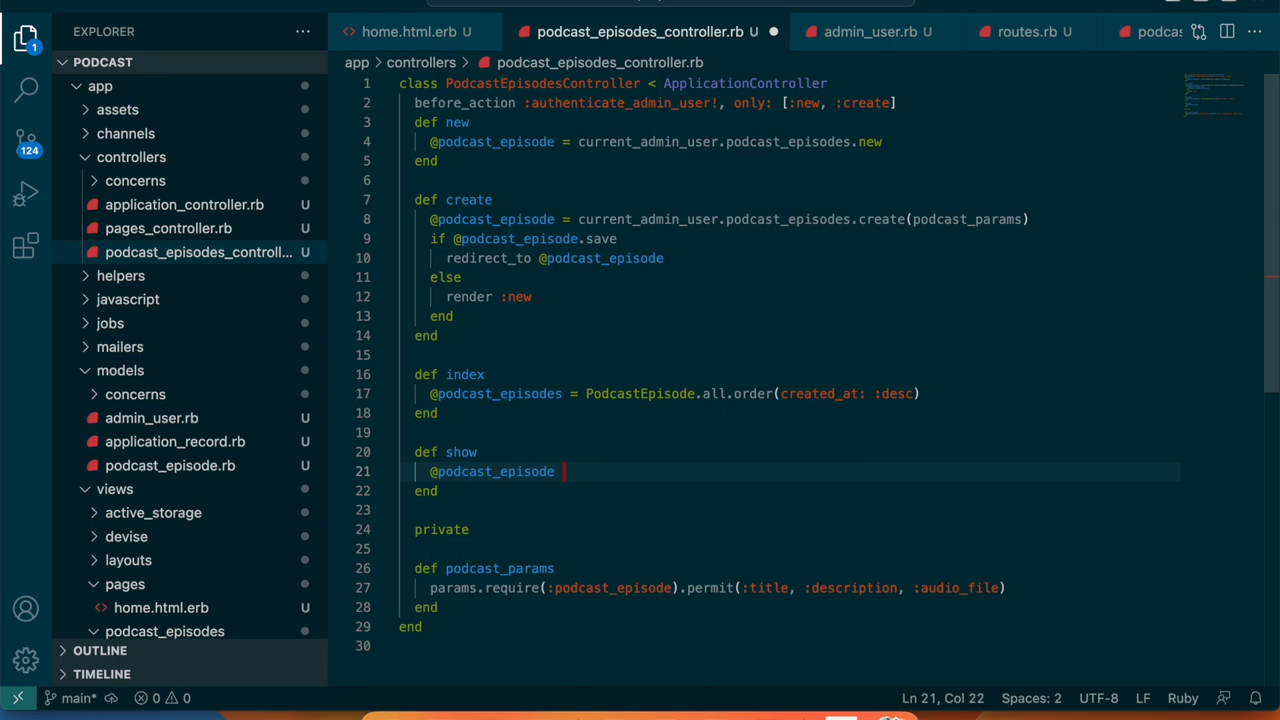 EXPLORER
home.html.erb U
podcast_episodes_controller.rb U
admin_user.rb U
routes.rb U
podcas
1
PODCAST
app > controllers > podcast_episodes_controller.rb
app
assets
channels
controllers
concerns
application_controller.rb U
pages_controller.rb U
podcast_episodes_controll... U
helpers
javascript
jobs
mailers
models
concerns
admin_user.rb U
application_record.rb U
podcast_episode.rb U
views
active_storage
devise
layouts
pages
home.html.erb U
podcast_episodes
OUTLINE
TIMELINE
124
1 class PodcastEpisodesController < ApplicationController
2 before_action :authenticate_admin_user!, only: [:new, :create]
3 def new
4 @podcast_episode = current_admin_user.podcast_episodes.new
5 end
6
7 def create
8 @podcast_episode = current_admin_user.podcast_episodes.create(podcast_params)
9 if @podcast_episode.save
10 redirect_to @podcast_episode
11 else
12 render :new
13 end
14 end
15
16 def index
17 @podcast_episodes = PodcastEpisode.all.order(created_at: :desc)
18 end
19
20 def show
21 @podcast_episode
22 end
23
24 private
25
26 def podcast_params
27 params.require(:podcast_episode).permit(:title, :description, :audio_file)
28 end
29 end
30
main* 0 0 Ln 21, Col 22 Spaces: 2 UTF-8 LF Ruby